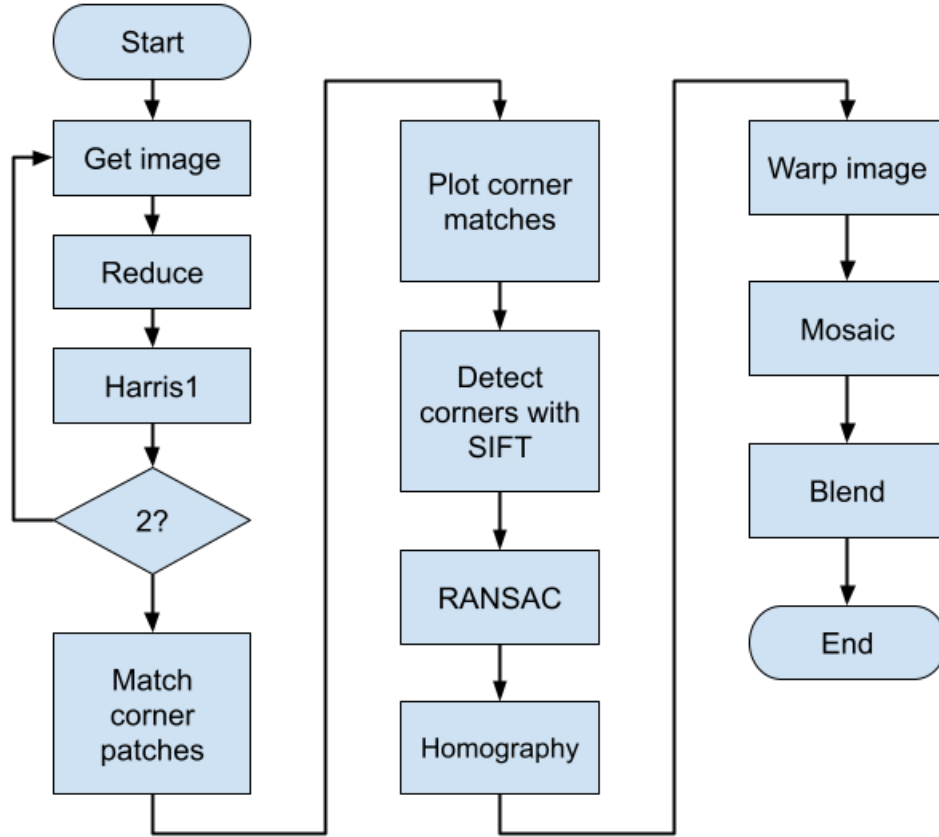 Start
Get image
Reduce
Harris1
2?
Match
corner
patches
Plot corner
matches
Detect
corners with
SIFT
RANSAC
Homography
Warp image
Mosaic
Blend
End